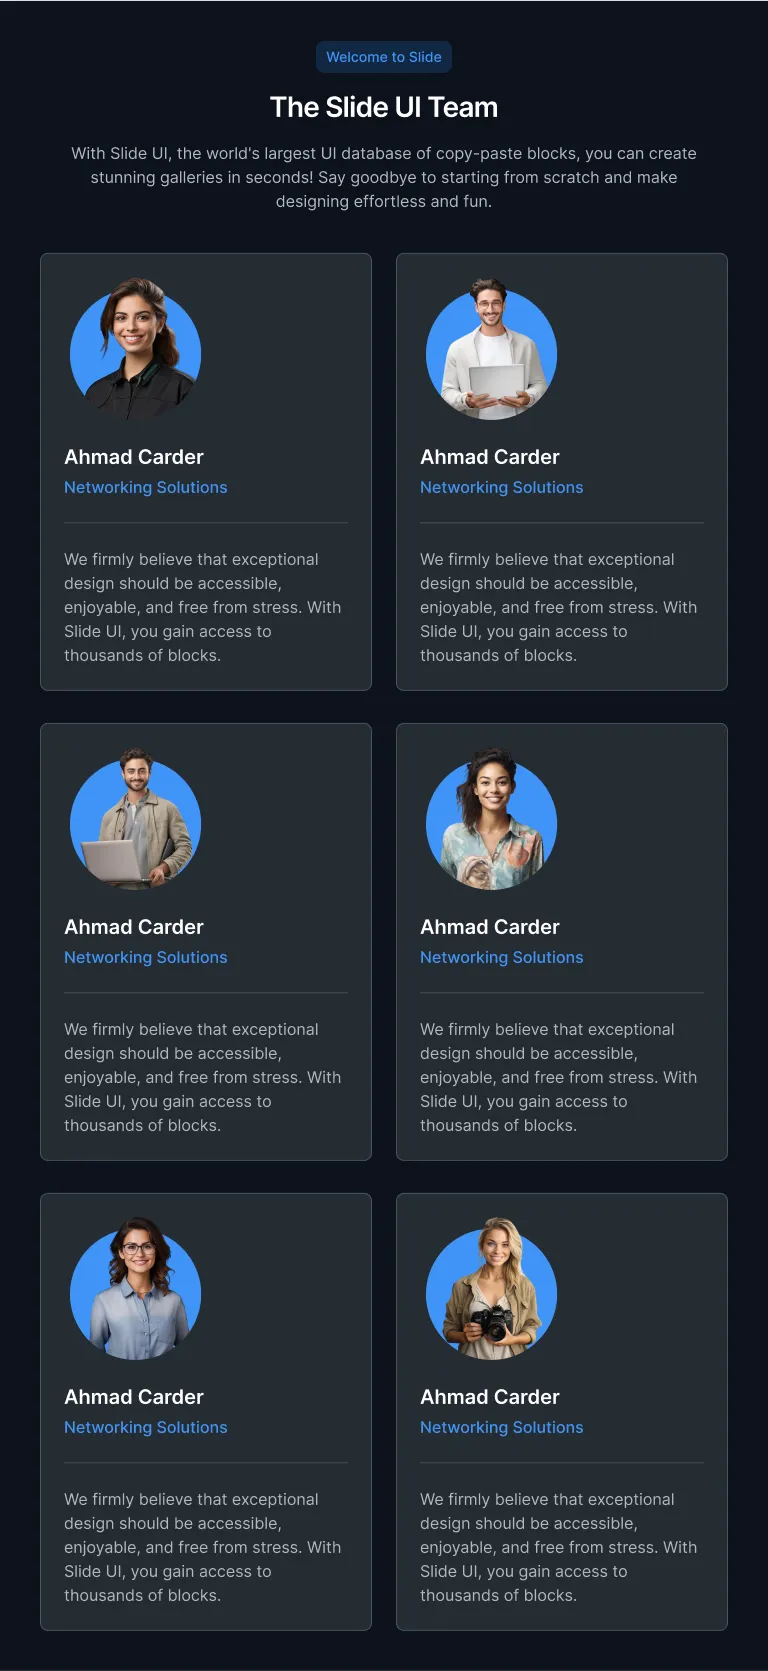 Welcome to Slide
The Slide UI Team
With Slide UI, the world's largest UI database of copy-paste blocks, you can create
stunning galleries in seconds! Say goodbye to starting from scratch and make
designing effortless and fun.
Ahmad Carder
Networking Solutions
We firmly believe that exceptional
design should be accessible,
enjoyable, and free from stress. With
Slide UI, you gain access to
thousands of blocks.
Ahmad Carder
Networking Solutions
We firmly believe that exceptional
design should be accessible,
enjoyable, and free from stress. With
Slide UI, you gain access to
thousands of blocks.
Ahmad Carder
Networking Solutions
We firmly believe that exceptional
design should be accessible,
enjoyable, and free from stress. With
Slide UI, you gain access to
thousands of blocks.
Ahmad Carder
Networking Solutions
We firmly believe that exceptional
design should be accessible,
enjoyable, and free from stress. With
Slide UI, you gain access to
thousands of blocks.
Ahmad Carder
Networking Solutions
We firmly believe that exceptional
design should be accessible,
enjoyable, and free from stress. With
Slide UI, you gain access to
thousands of blocks.
Ahmad Carder
Networking Solutions
We firmly believe that exceptional
design should be accessible,
enjoyable, and free from stress. With
Slide UI, you gain access to
thousands of blocks.